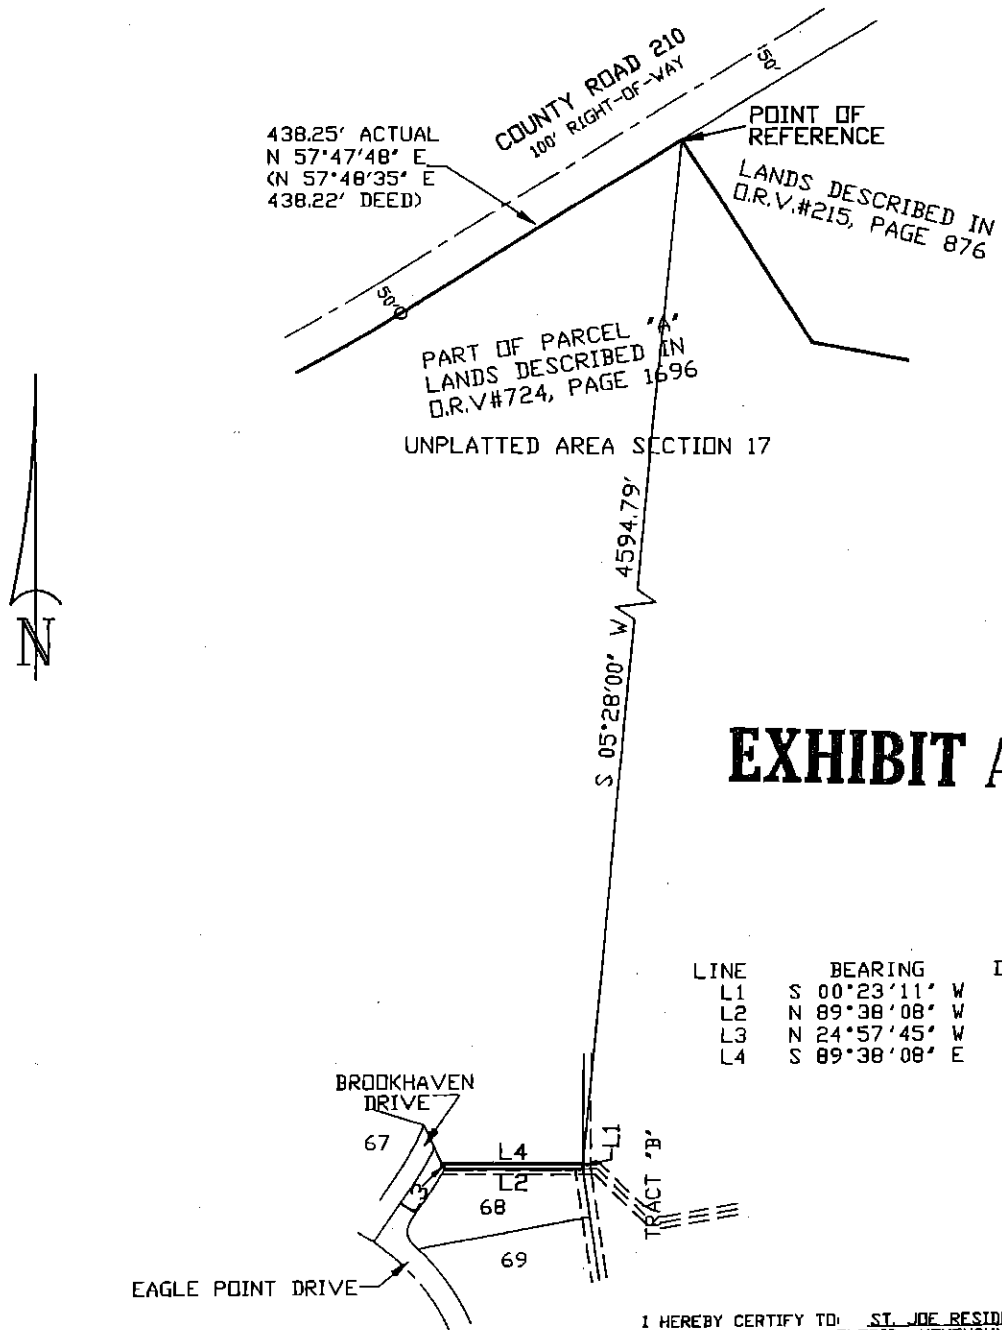 COUNTY ROAD 210
100' RIGHT-OF-WAY
50'
438.25' ACTUAL
N 57°47'48" E
(N 57°48'35" E
438.22' DEED)
POINT OF
REFERENCE
LANDS DESCRIBED IN
O.R.V.#215, PAGE 876
50'
PART OF PARCEL "A"
LANDS DESCRIBED IN
O.R.V#724, PAGE 1696
UNPLATTED AREA SECTION 17
N
S 05°28'00" W 4594.79'
EXHIBIT A
LINE BEARING D
L1 S 00°23'11" W
L2 N 89°38'08" W
L3 N 24°57'45" W
L4 S 89°38'08" E
BROOKHAVEN
DRIVE
67
L4
L1
L2
L3
68
TRACT "B"
69
EAGLE POINT DRIVE
I HEREBY CERTIFY TO: ST. JOE RESID